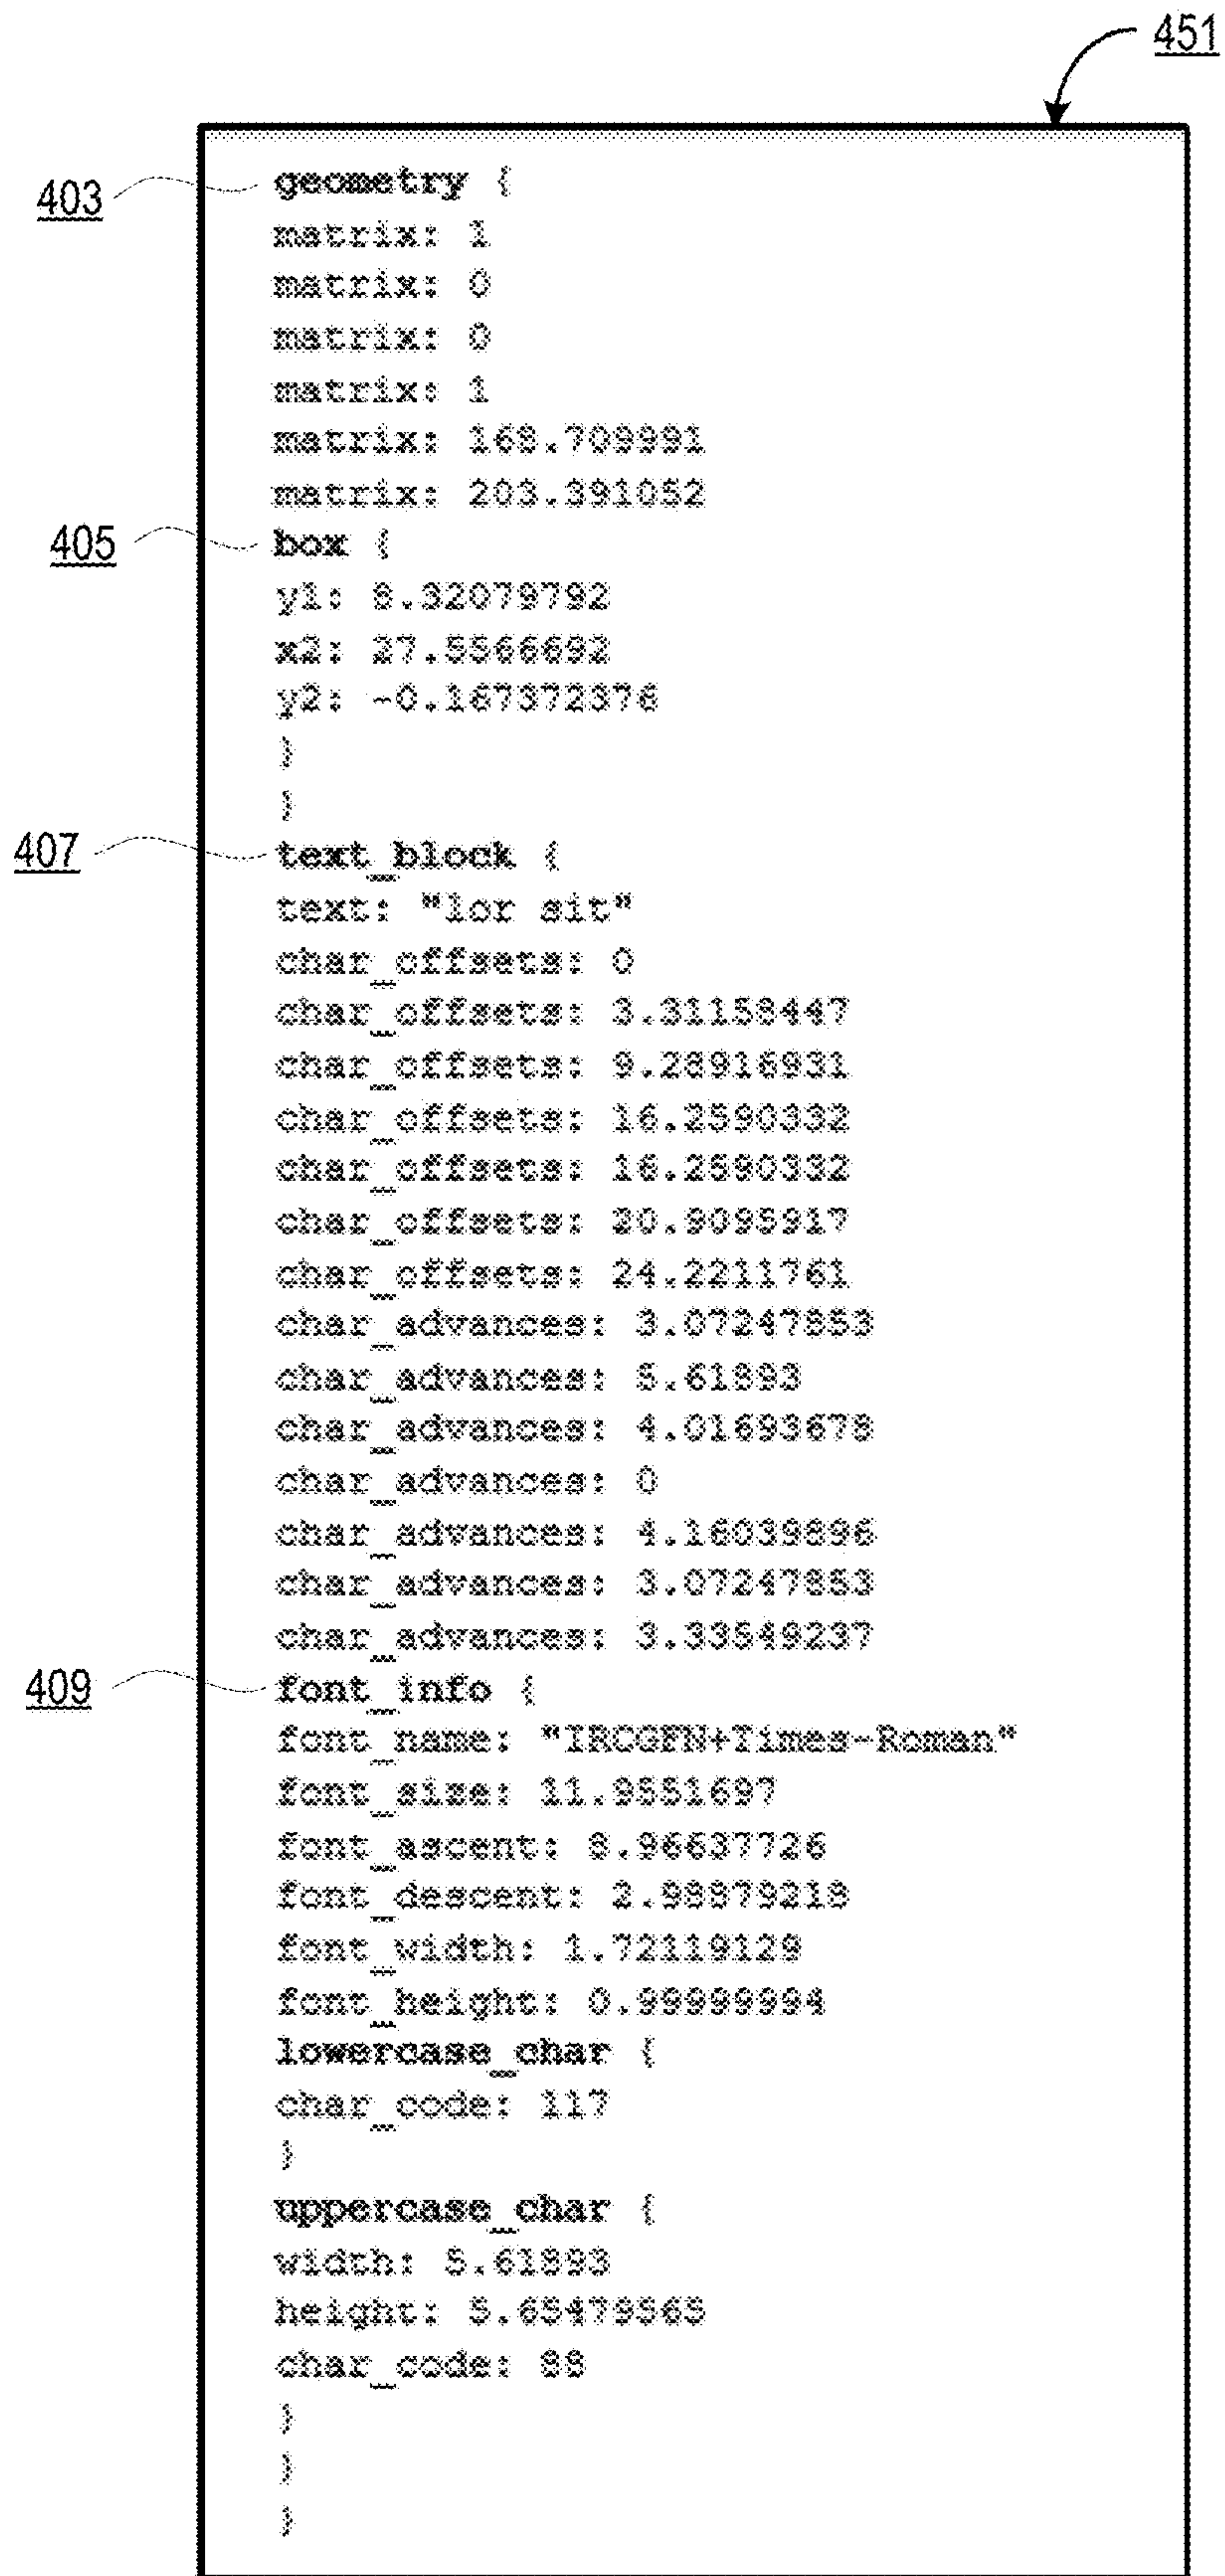 451
403 geometry {
matrix: 1
matrix: 0
matrix: 0
matrix: 1
matrix: 168.709991
matrix: 203.391052
405 box {
y1: 8.32079792
x2: 27.5566692
y2: -0.167372376
}
}
407 text_block {
text: "lor sit"
char_offsets: 0
char_offsets: 3.31158447
char_offsets: 9.28916931
char_offsets: 16.2590332
char_offsets: 16.2590332
char_offsets: 20.9095917
char_offsets: 24.2211761
char_advances: 3.07247853
char_advances: 5.61893
char_advances: 4.01693678
char_advances: 0
char_advances: 4.16039896
char_advances: 3.07247853
char_advances: 3.33549237
409 font_info {
font_name: "IRCGFN+Times-Roman"
font_size: 11.9551697
font_ascent: 8.96637726
font_descent: 2.98879218
font_width: 1.72119129
font_height: 0.99999994
lowercase_char {
char_code: 117
}
uppercase_char {
width: 5.61893
height: 5.65479565
char_code: 88
}
}
}